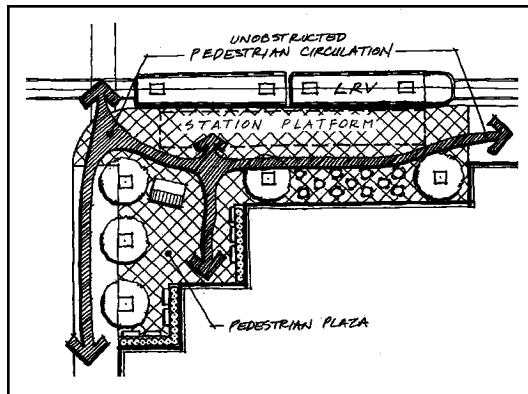 UNOBSTRUCTED
PEDESTRIAN CIRCULATION
LRV
STATION PLATFORM
PEDESTRIAN PLAZA